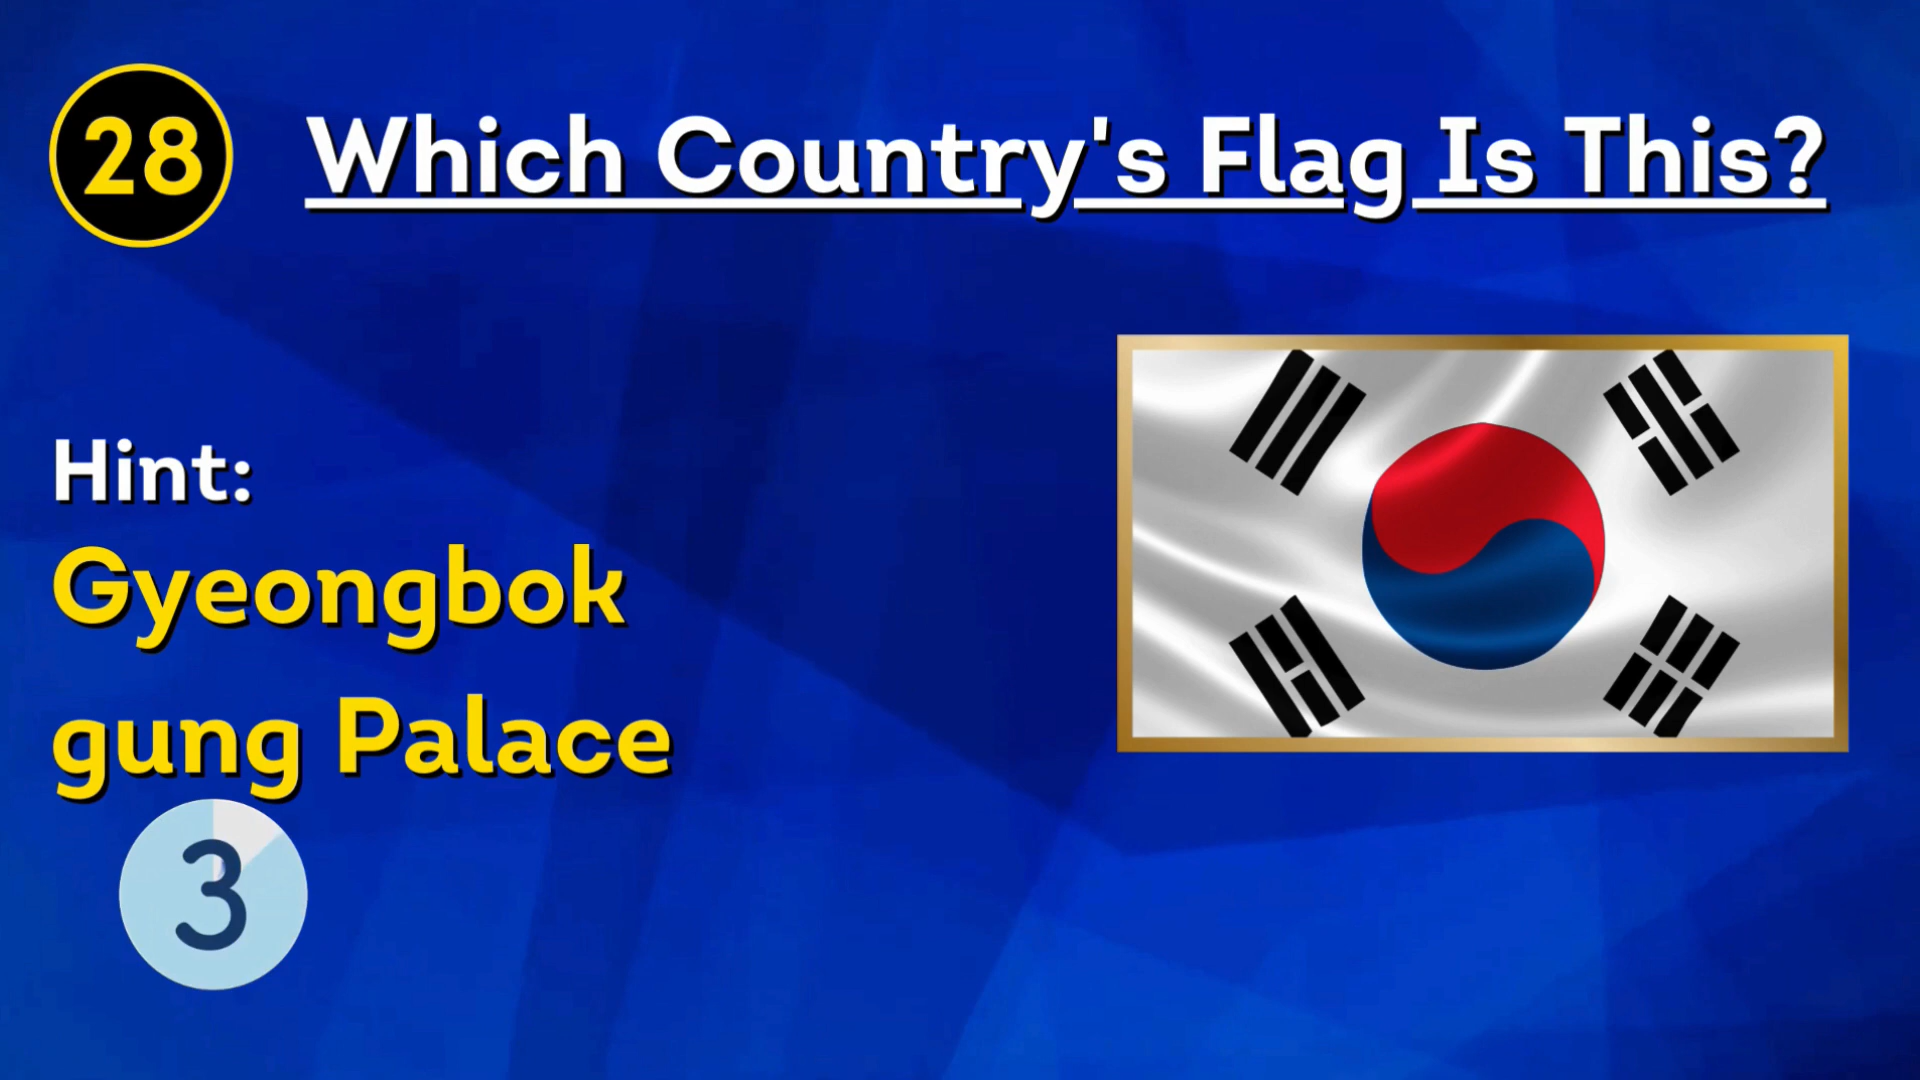 28
Which Country's Flag Is This?
Hint:
Gyeongbok
gung Palace
3